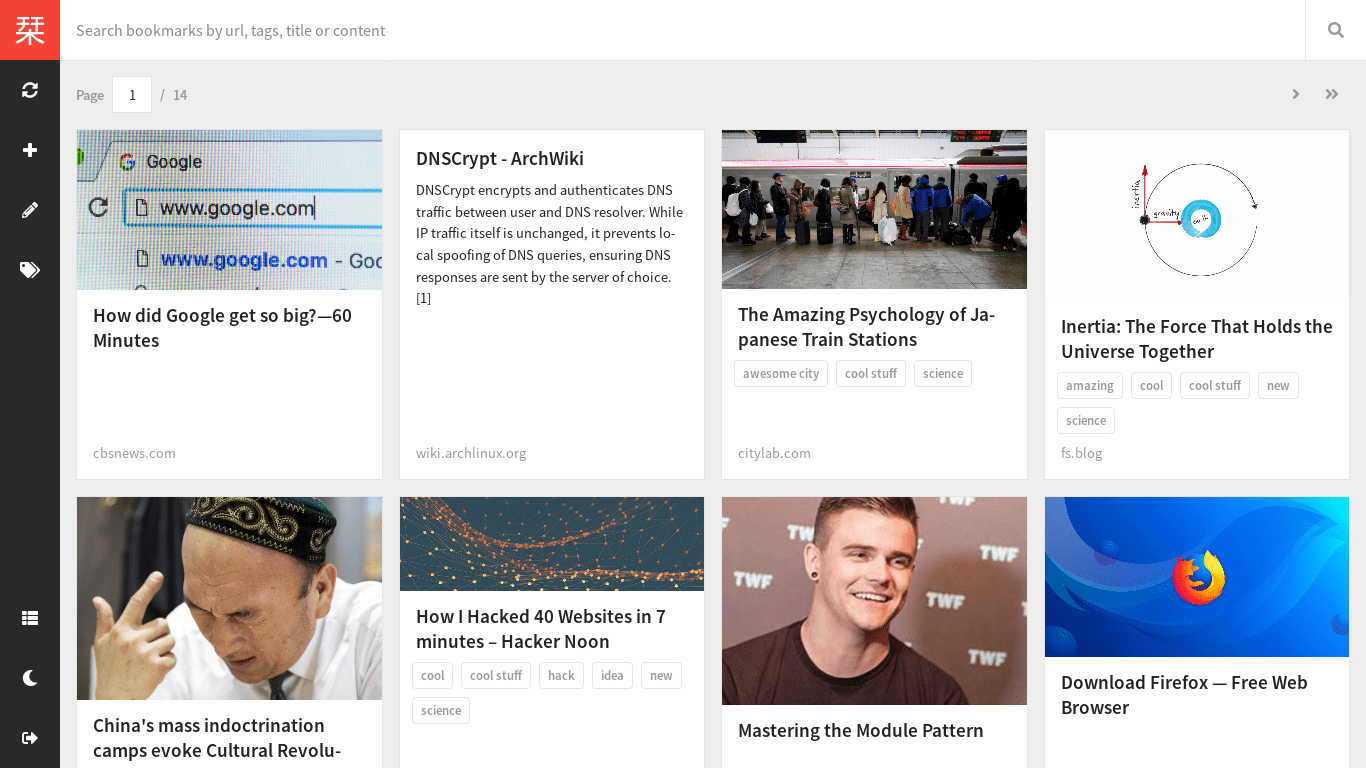 栞
Search bookmarks by url, tags, title or content
Page 1 / 14
Google
www.google.com
www.google.com - Goo
How did Google get so big?—60
Minutes
cbsnews.com
DNSCrypt - ArchWiki
DNSCrypt encrypts and authenticates DNS
traffic between user and DNS resolver. While
IP traffic itself is unchanged, it prevents lo-
cal spoofing of DNS queries, ensuring DNS
responses are sent by the server of choice.
[1]
wiki.archlinux.org
The Amazing Psychology of Ja-
panese Train Stations
awesome city cool stuff science
citylab.com
inertia
gravity
Inertia: The Force That Holds the
Universe Together
amazing cool cool stuff new
science
fs.blog
China's mass indoctrination
camps evoke Cultural Revolu-
How I Hacked 40 Websites in 7
minutes – Hacker Noon
cool cool stuff hack idea new
science
TWF
TWF
TWF
TWF
TWF
Mastering the Module Pattern
Download Firefox — Free Web
Browser